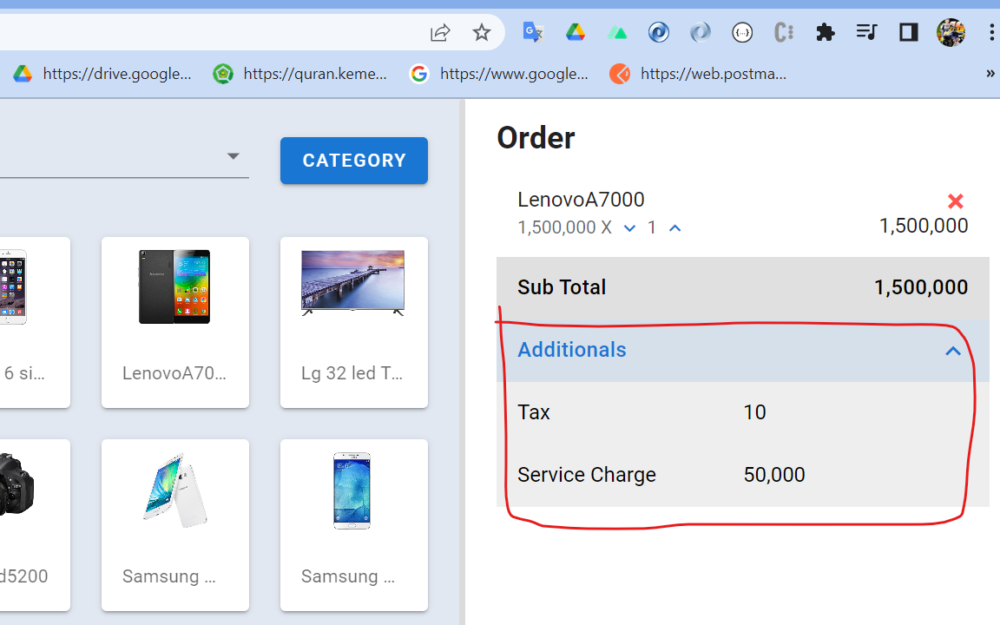 https://drive.google... https://quran.keme... https://www.google... https://web.postma... »
CATEGORY
6 si...
LenovoA70...
Lg 32 led T...
d5200
Samsung ...
Samsung ...
Order
LenovoA7000
1,500,000 X 1
1,500,000
Sub Total 1,500,000
Additionals
Tax 10
Service Charge 50,000